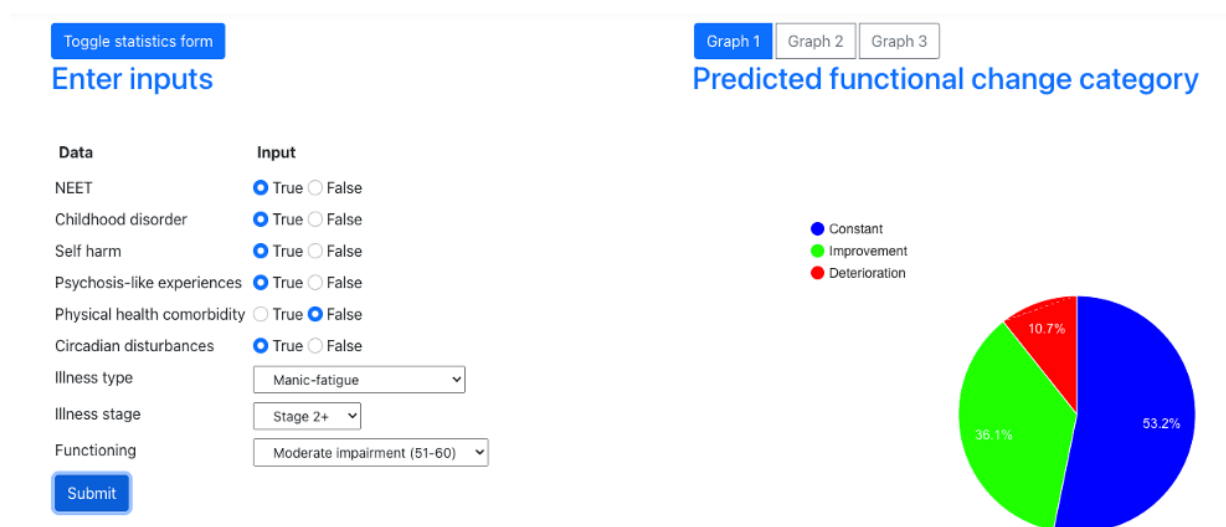 Toggle statistics form
Enter inputs
Data Input
NEET True False
Childhood disorder True False
Self harm True False
Psychosis-like experiences True False
Physical health comorbidity True False
Circadian disturbances True False
Illness type Manic-fatigue
Illness stage Stage 2+
Functioning Moderate impairment (51-60)
Submit
Graph 1 Graph 2 Graph 3
Predicted functional change category
Constant
Improvement
Deterioration
10.7%
53.2%
36.1%